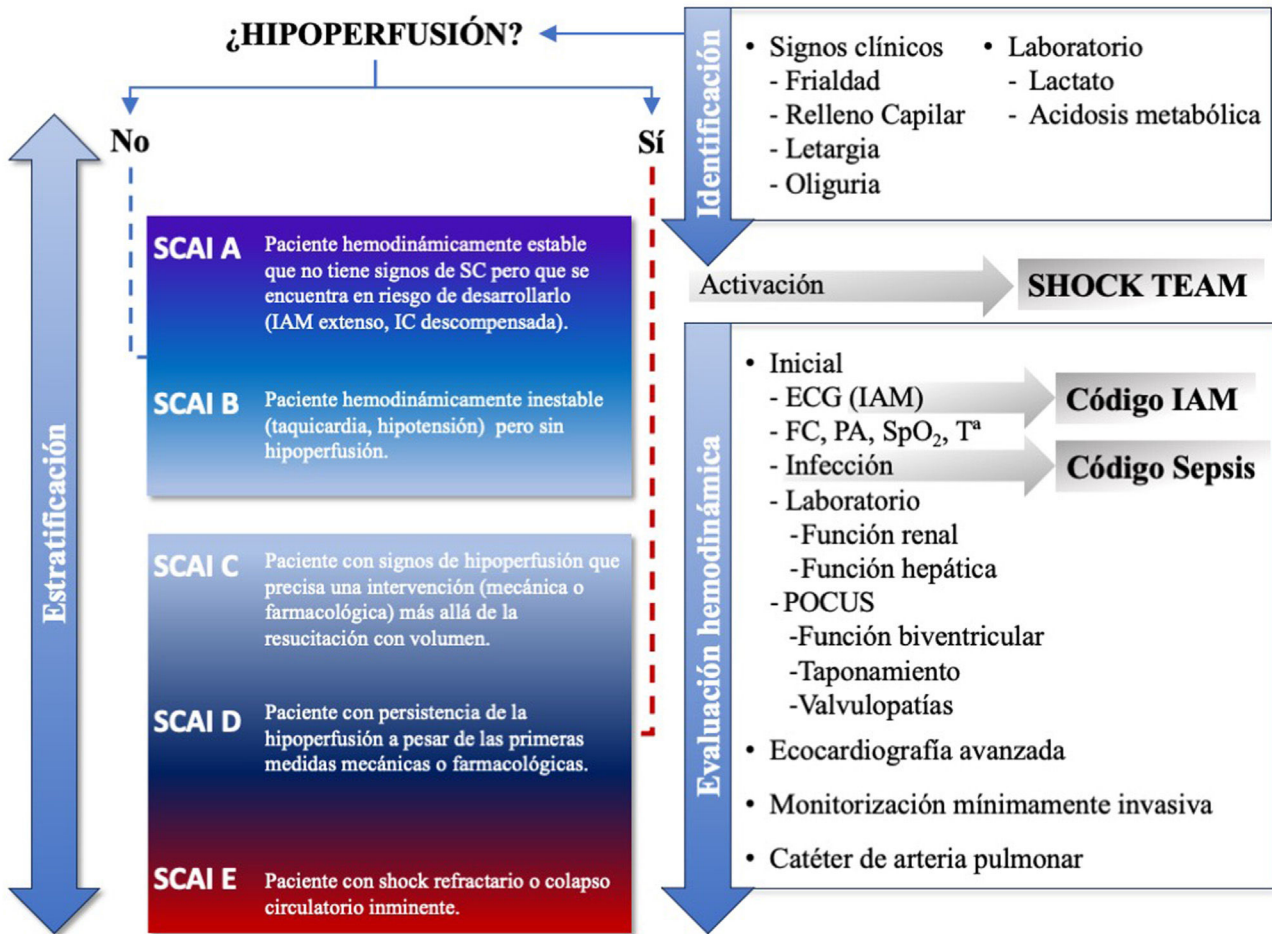 ¿HIPOPERFUSIÓN?
No
Sí
Estratificación
SCAI A
Paciente hemodinámicamente estable
que no tiene signos de SC pero que se
encuentra en riesgo de desarrollarlo
(IAM extenso, IC descompensada).
SCAI B
Paciente hemodinámicamente inestable
(taquicardia, hipotensión) pero sin
hipoperfusión.
SCAI C
Paciente con signos de hipoperfusión que
precisa una intervención (mecánica o
farmacológica) más allá de la
resucitación con volumen.
SCAI D
Paciente con persistencia de la
hipoperfusión a pesar de las primeras
medidas mecánicas o farmacológicas.
SCAI E
Paciente con shock refractario o colapso
circulatorio inminente.
Identificación
• Signos clínicos
- Frialdad
- Relleno Capilar
- Letargia
- Oliguria
• Laboratorio
- Lactato
- Acidosis metabólica
Activación
SHOCK TEAM
Evaluación hemodinámica
• Inicial
- ECG (IAM)
Código IAM
- FC, PA, SpO₂, Tª
- Infección
Código Sepsis
- Laboratorio
-Función renal
-Función hepática
- POCUS
-Función biventricular
-Taponamiento
-Valvulopatías
• Ecocardiografía avanzada
• Monitorización mínimamente invasiva
• Catéter de arteria pulmonar